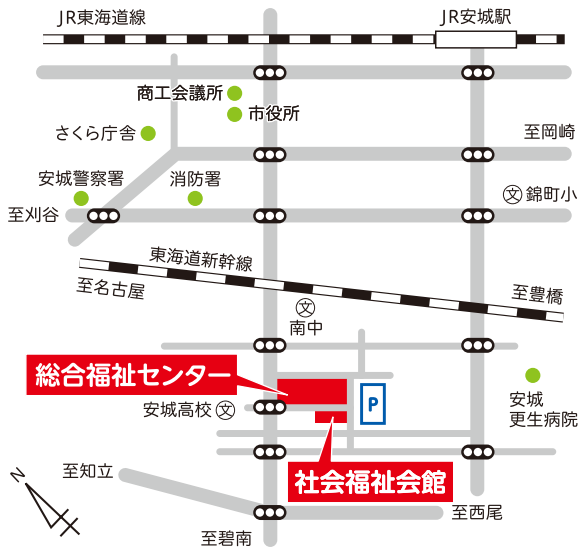 JR東海道線
JR安城駅
商工会議所
市役所
さくら庁舎
至岡崎
安城警察署
消防署
文 錦町小
至刈谷
東海道新幹線
至名古屋
至豊橋
文
南中
総合福祉センター
P
安城高校 文
安城
更生病院
社会福祉会館
N
至知立
至碧南
至西尾